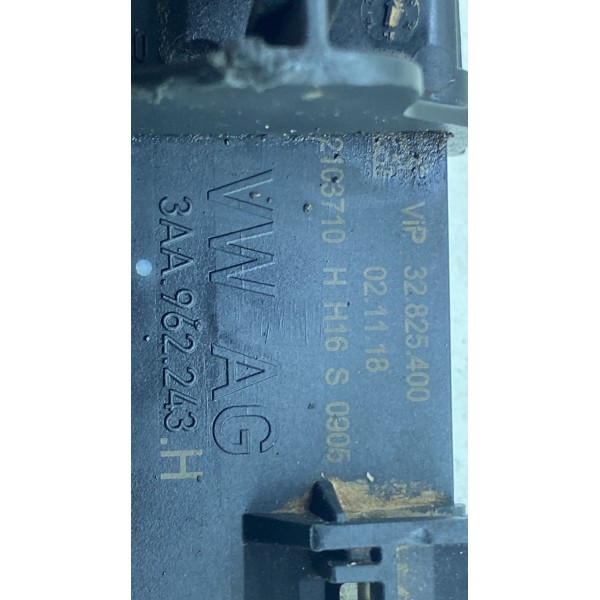 ViP 32.825.400
02.11.18
2103710 H H16 S 0905
VW AG
3AA.962.243.H